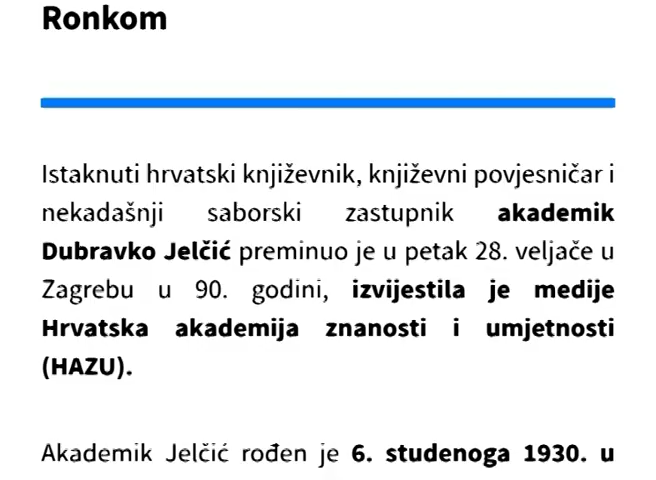 Ronkom
Istaknuti hrvatski književnik, književni povjesničar i
nekadašnji saborski zastupnik akademik
Dubravko Jelčić preminuo je u petak 28. veljače u
Zagrebu u 90. godini, izvijestila je medije
Hrvatska akademija znanosti i umjetnosti
(HAZU).
Akademik Jelčić rođen je 6. studenoga 1930. u